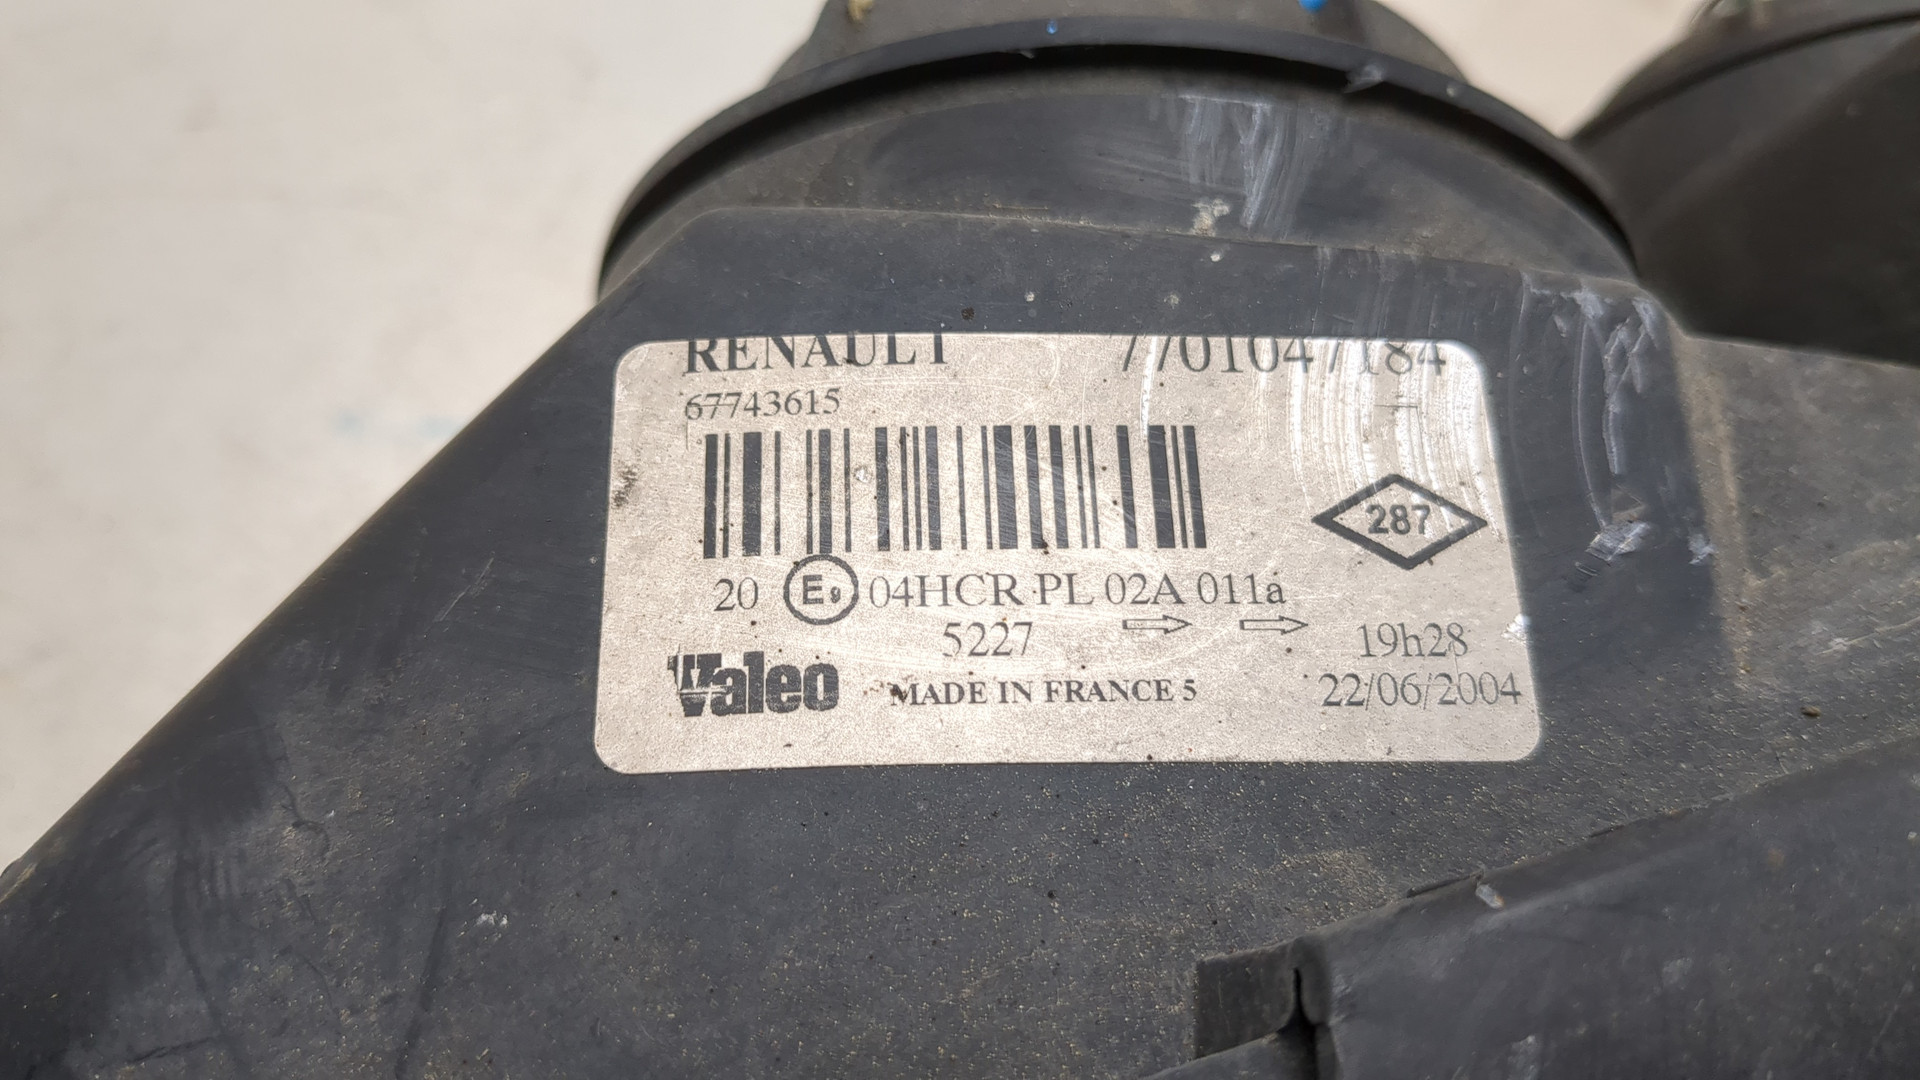 RENAULT 7701047184
67743615
287
20 E9 04HCR PL 02A 011a
5227 19h28
Valeo MADE IN FRANCE 5 22/06/2004